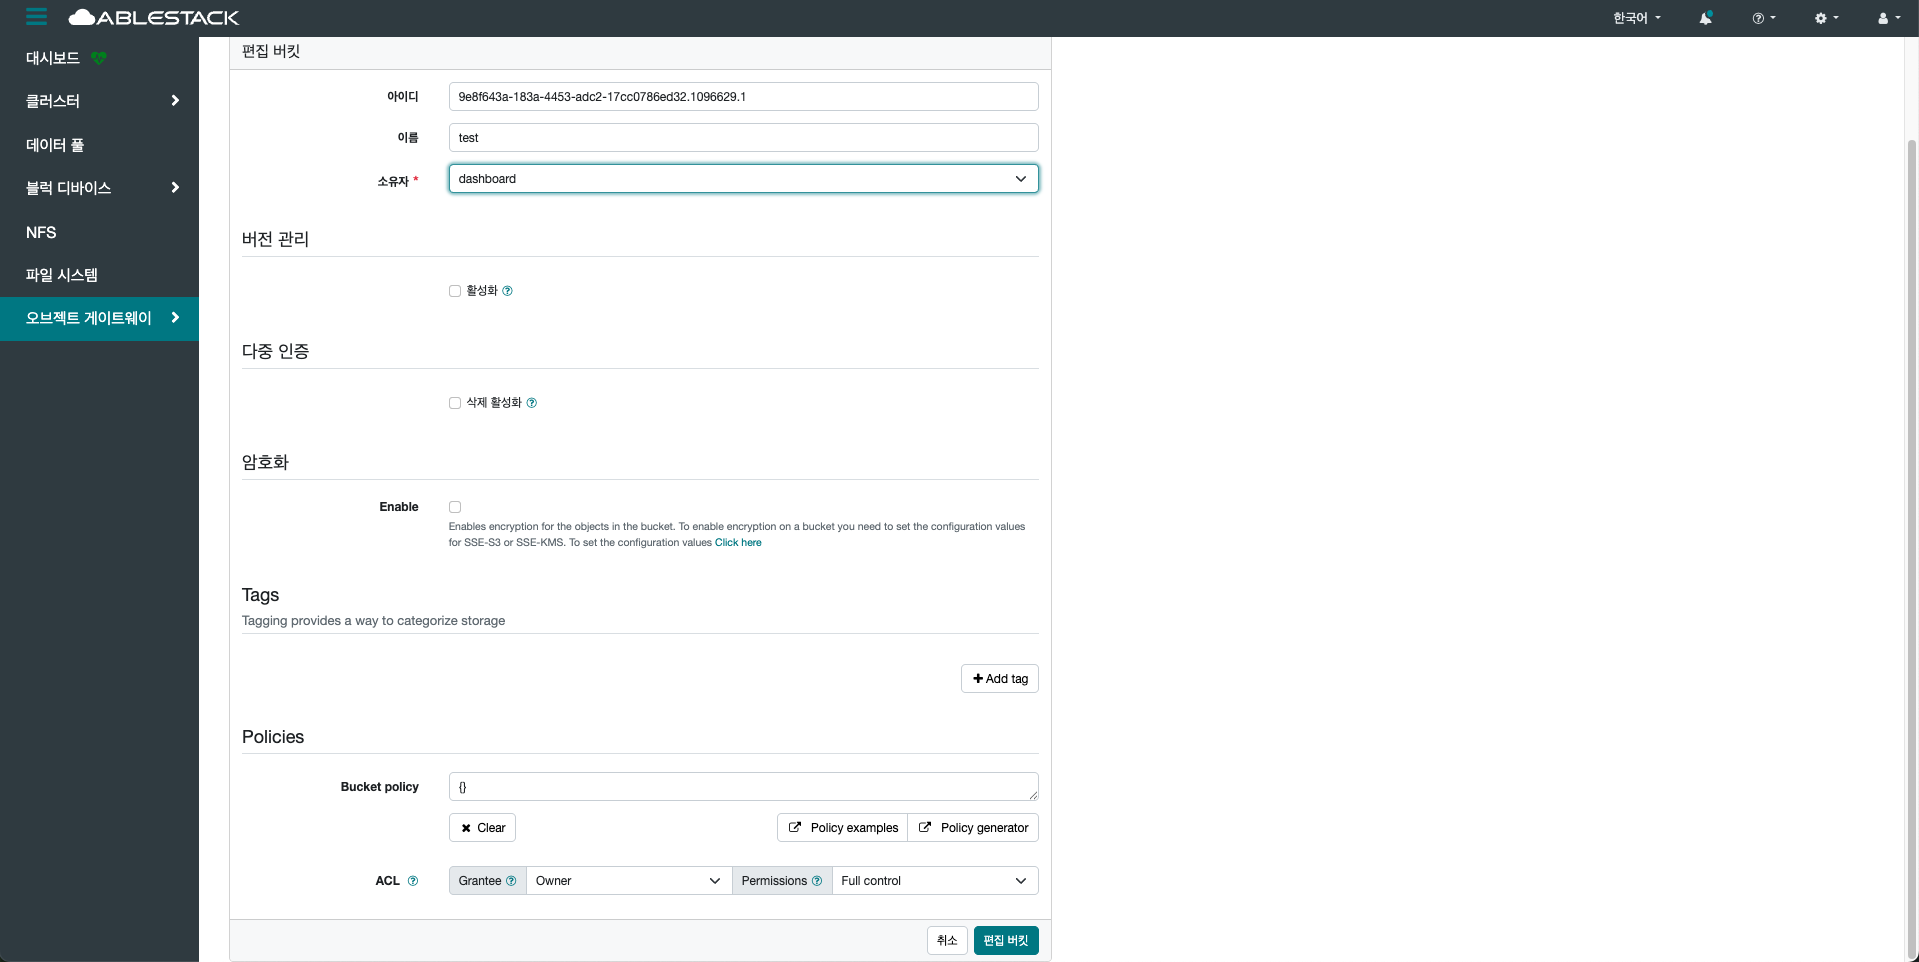 ABLESTACK
한국어
대시보드
클러스터
데이터 풀
블럭 디바이스
NFS
파일 시스템
오브젝트 게이트웨이
편집 버킷
아이디 9e8f643a-183a-4453-adc2-17cc0786ed32.1096629.1
이름 test
소유자 * dashboard
버전 관리
활성화
다중 인증
삭제 활성화
암호화
Enable
Enables encryption for the objects in the bucket. To enable encryption on a bucket you need to set the configuration values
for SSE-S3 or SSE-KMS. To set the configuration values Click here
Tags
Tagging provides a way to categorize storage
Add tag
Policies
Bucket policy {}
Clear Policy examples Policy generator
ACL Grantee Owner Permissions Full control
취소 편집 버킷